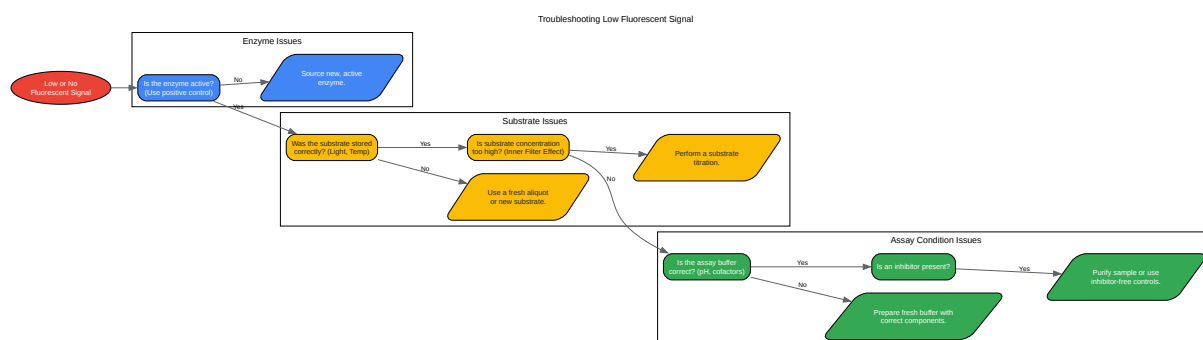 Troubleshooting Low Fluorescent Signal
Enzyme Issues
Low or No
Fluorescent Signal
Is the enzyme active?
(Use positive control)
No
Source new, active
enzyme.
Yes
Substrate Issues
Was the substrate stored
correctly? (Light, Temp)
Yes
Is substrate concentration
too high? (Inner Filter Effect)
Yes
Perform a substrate
titration.
No
Use a fresh aliquot
or new substrate.
No
Assay Condition Issues
Is the assay buffer
correct? (pH, cofactors)
Yes
Is an inhibitor present?
Yes
Purify sample or use
inhibitor-free controls.
No
Prepare fresh buffer with
correct components.